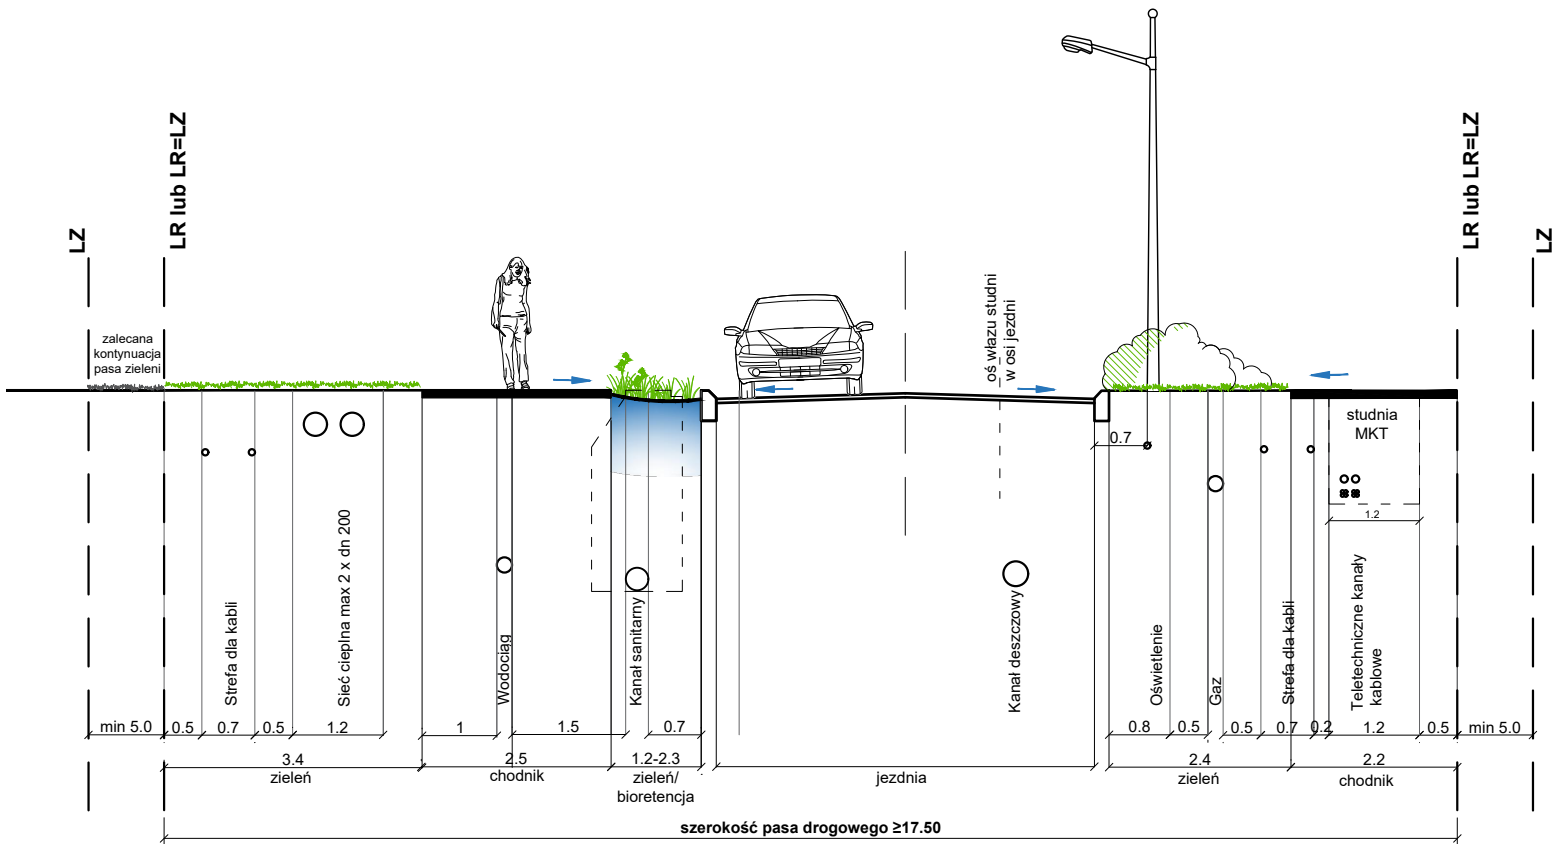 LZ
LR lub LR=LZ
LR lub LR=LZ
LZ
zalecana
kontynuacja
pasa zieleni
oś włazu studni
w osi jezdni
0.7
studnia
MKT
1.2
Strefa dla kabli
Sieć cieplna max 2 x dn 200
Wodociąg
Kanał sanitarny
Kanał deszczowy
Oświetlenie
Gaz
Strefa dla kabli
Teletechniczne kanały
kablowe
min 5.0
0.5
0.7
0.5
1.2
1
1.5
0.7
0.8
0.5
0.5
0.7
0.2
1.2
0.5
min 5.0
3.4
zieleń
2.5
chodnik
1.2-2.3
zieleń/
bioretencja
jezdnia
2.4
zieleń
2.2
chodnik
szerokość pasa drogowego ≥17.50